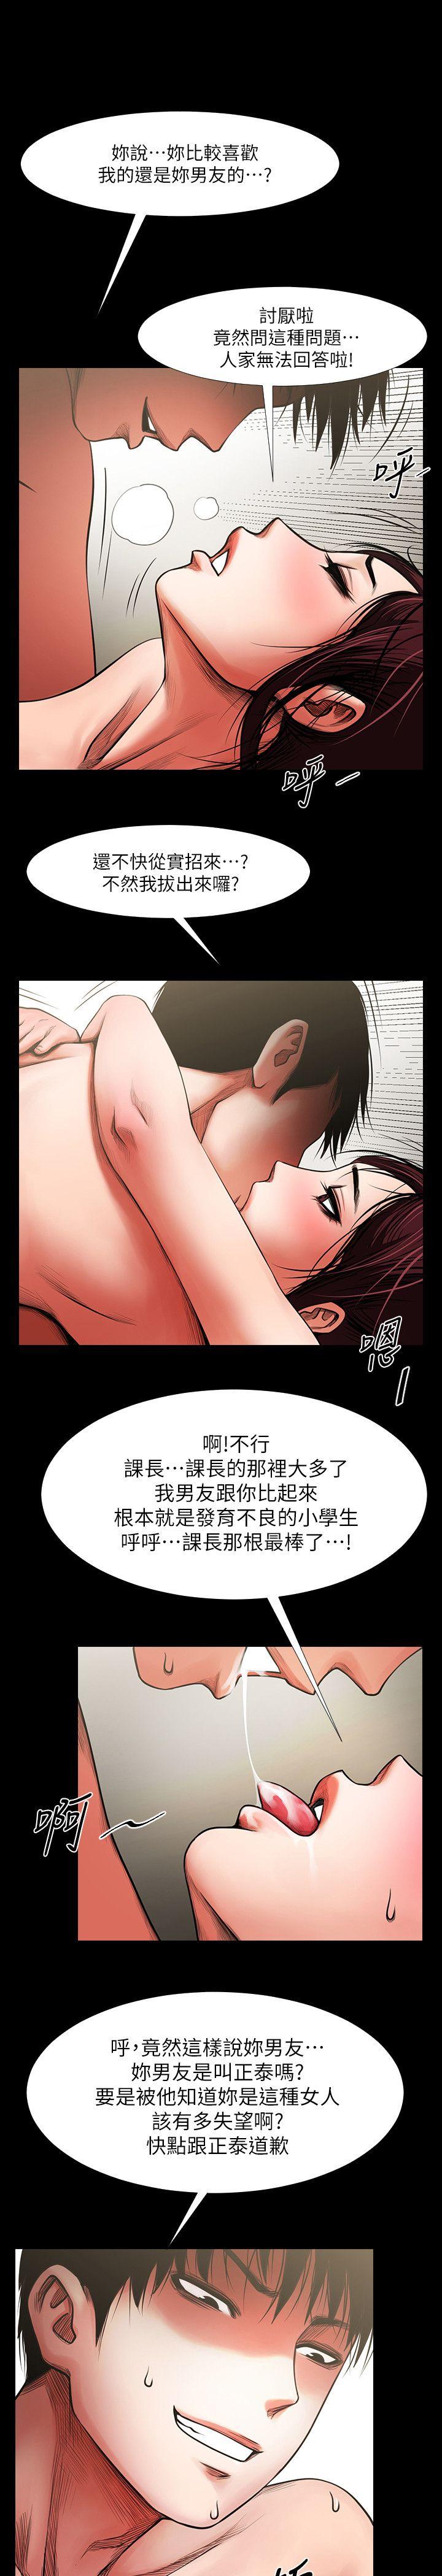 妳說⋯妳比較喜歡
我的還是妳男友的⋯?
討厭啦
竟然問這種問題⋯
人家無法回答啦!
呼
呼
還不快從實招來⋯?
不然我拔出來囉?
嗯
啊!不行
課長⋯課長的那裡大多了
我男友跟你比起來
根本就是發育不良的小學生
呼呼⋯課長那根最棒了⋯!
啊
呼,竟然這樣說妳男友⋯
妳男友是叫正泰嗎?
要是被他知道妳是這種女人
該有多失望啊?
快點跟正泰道歉